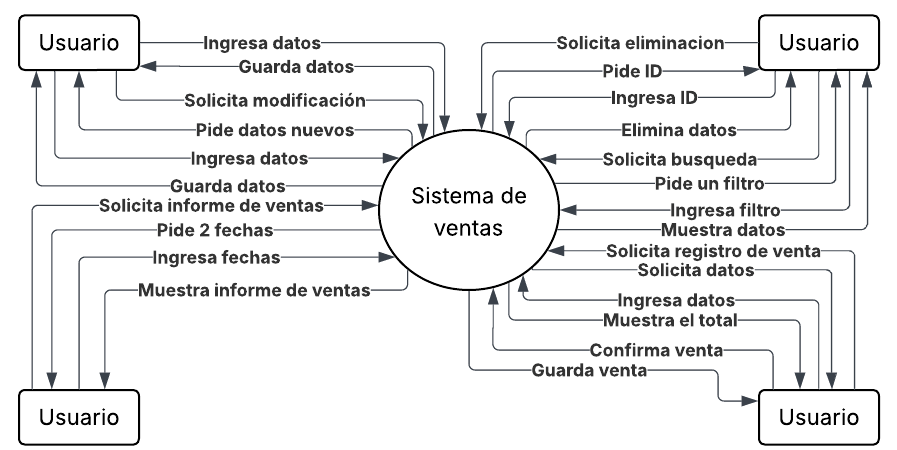 Usuario
Usuario
Ingresa datos
Solicita eliminacion
Guarda datos
Pide ID
Solicita modificación
Ingresa ID
Pide datos nuevos
Elimina datos
Ingresa datos
Solicita busqueda
Guarda datos
Pide un filtro
Sistema de
ventas
Solicita informe de ventas
Ingresa filtro
Pide 2 fechas
Muestra datos
Ingresa fechas
Solicita registro de venta
Solicita datos
Muestra informe de ventas
Ingresa datos
Muestra el total
Confirma venta
Guarda venta
Usuario
Usuario